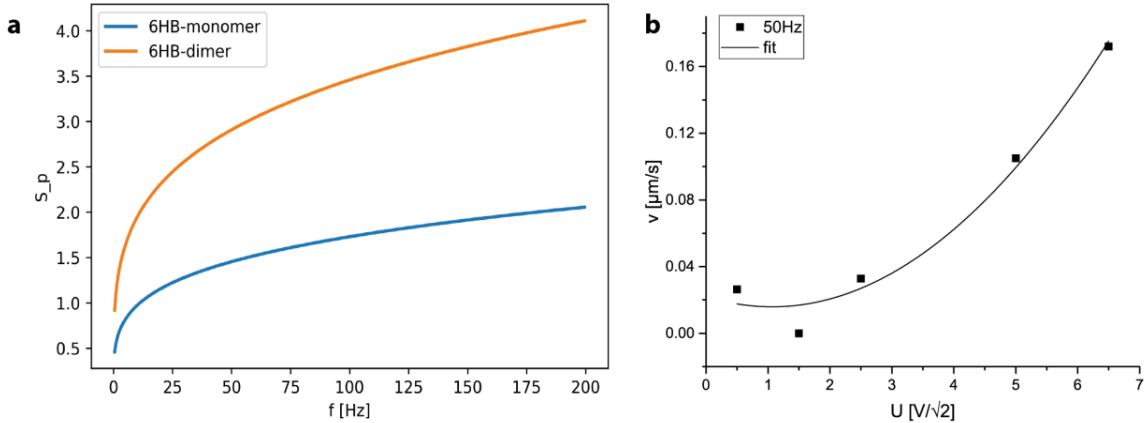 a
6HB-monomer
6HB-dimer
4.0
3.5
3.0
2.5
2.0
1.5
1.0
0.5
S_p
0 25 50 75 100 125 150 175 200
f [Hz]
b
50Hz
fit
0.16
0.12
0.08
0.04
0.00
v [µm/s]
0 1 2 3 4 5 6 7
U [V/√2]